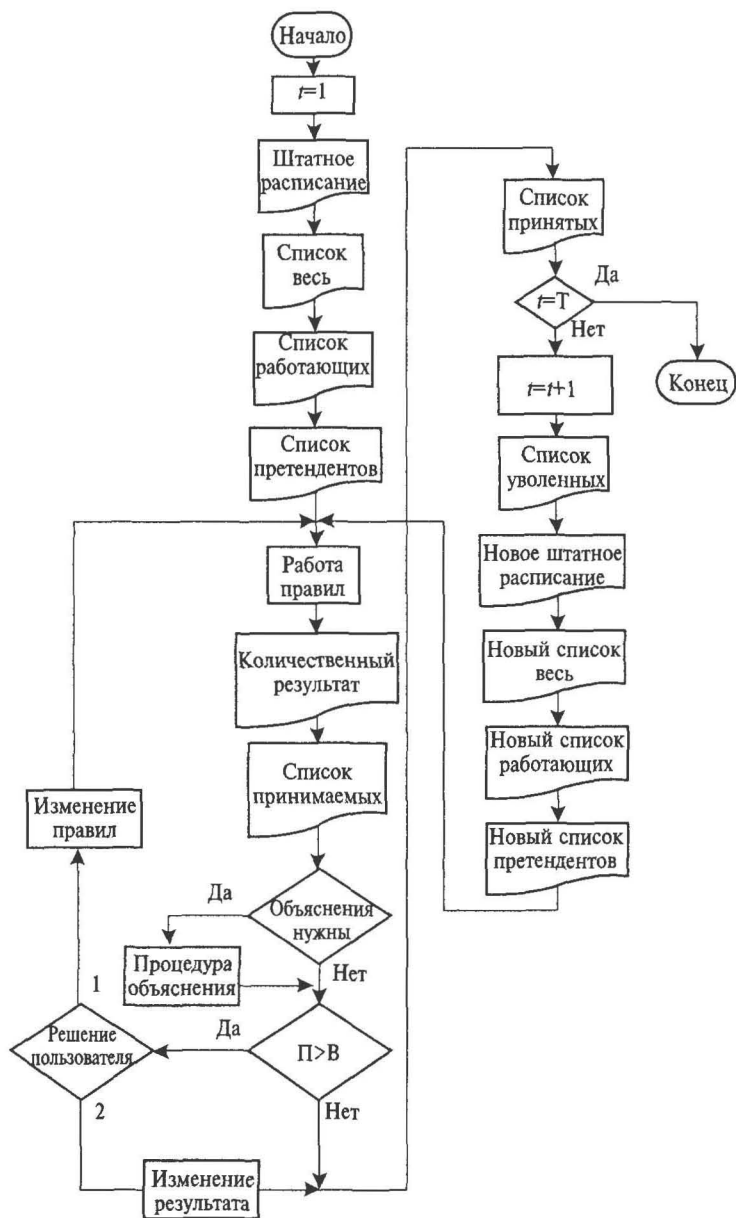 Начало
t=1
Штатное
расписание
Список
весь
Список
работающих
Список
претендентов
Работа
правил
Количественный
результат
Список
принимаемых
Изменение
правил
Да
Объяснения
нужны
Процедура
объяснения
Нет
1
Решение
пользователя
Да
П>В
2
Нет
Изменение
результата
Список
принятых
Да
t=Т
Нет
Конец
t=t+1
Список
уволенных
Новое штатное
расписание
Новый список
весь
Новый список
работающих
Новый список
претендентов